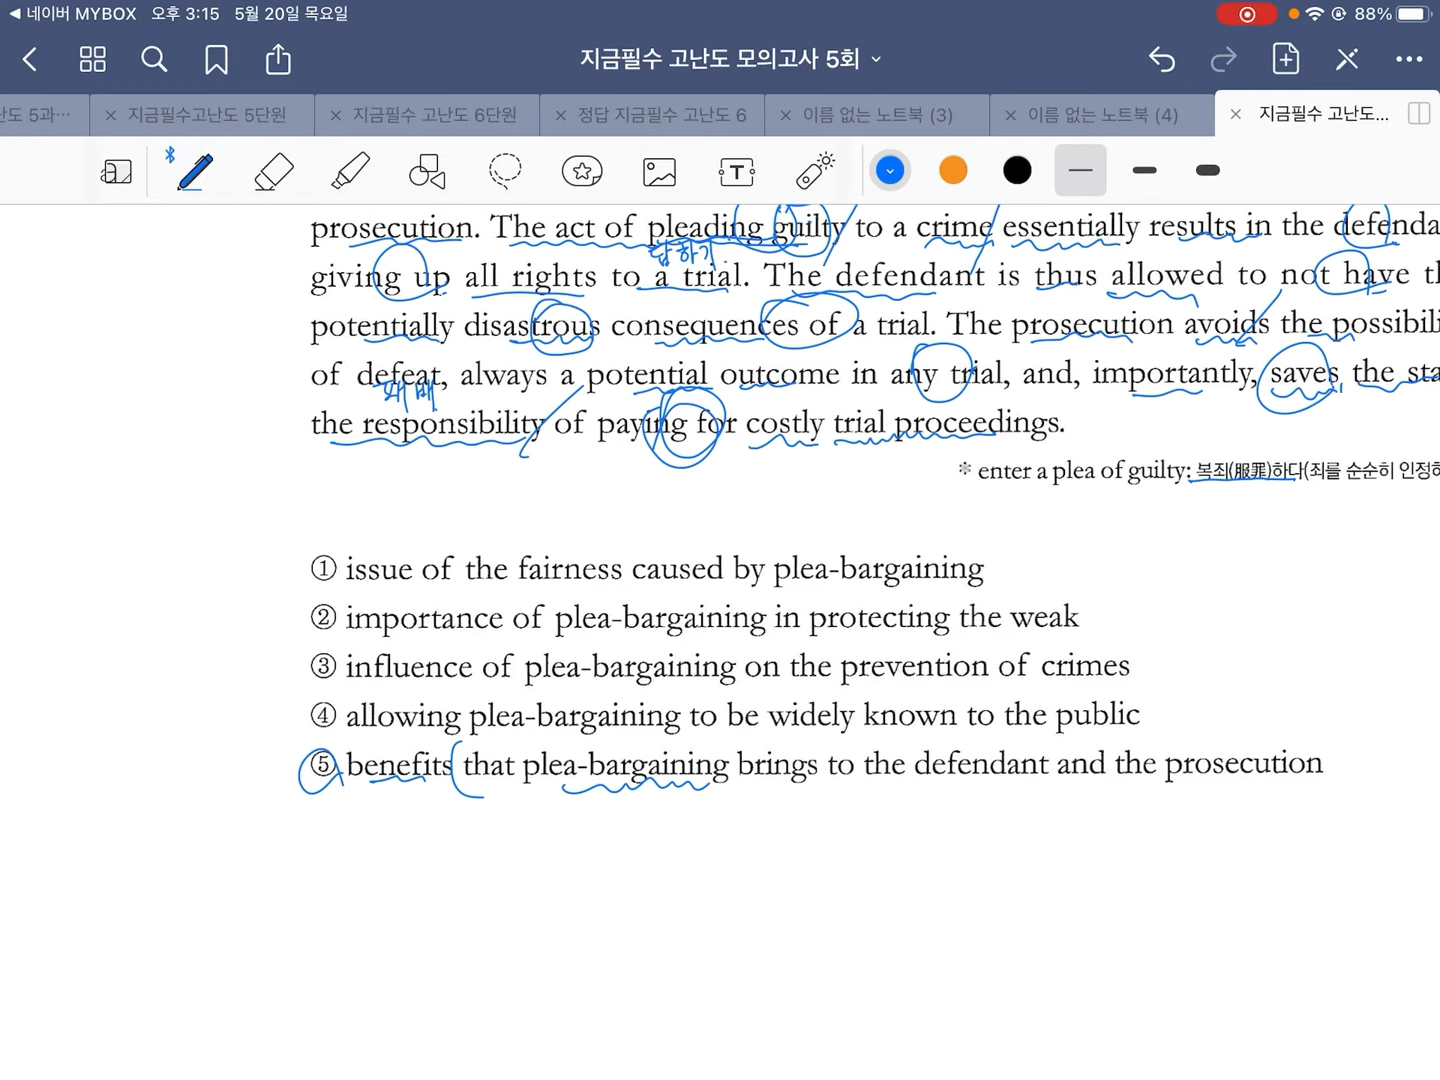 ◀ 네이버 MYBOX 오후 3:15 5월 20일 목요일 88%
지금필수 고난도 모의고사 5회
난도 5과… × 지금필수고난도 5단원 × 지금필수 고난도 6단원 × 정답 지금필수 고난도 6 × 이름 없는 노트북 (3) × 이름 없는 노트북 (4) × 지금필수 고난도...
prosecution. The act of pleading guilty to a crime essentially results in the defenda
답하기
giving up all rights to a trial. The defendant is thus allowed to not have th
potentially disastrous consequences of a trial. The prosecution avoids the possibili
of defeat, always a potential outcome in any trial, and, importantly, saves the sta
패배
the responsibility of paying for costly trial proceedings.
* enter a plea of guilty: 복죄(服罪)하다(죄를 순순히 인정하
① issue of the fairness caused by plea-bargaining
② importance of plea-bargaining in protecting the weak
③ influence of plea-bargaining on the prevention of crimes
④ allowing plea-bargaining to be widely known to the public
⑤ benefits that plea-bargaining brings to the defendant and the prosecution